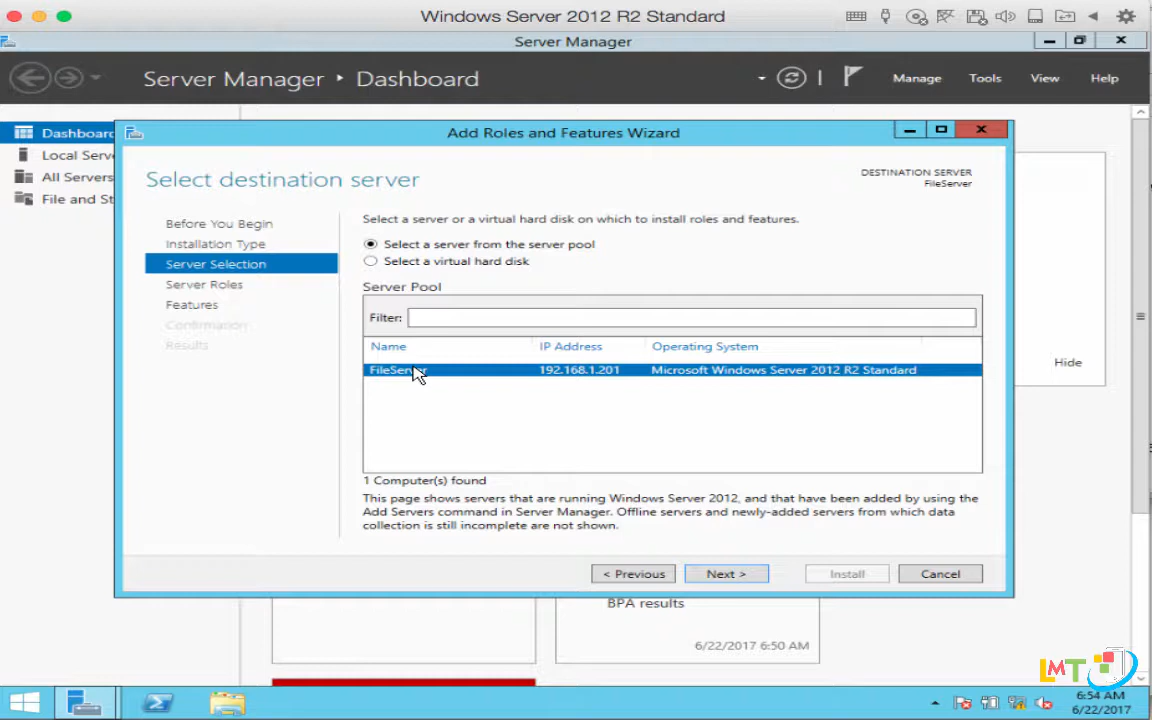 Windows Server 2012 R2 Standard
Server Manager
Server Manager ‣ Dashboard
Manage Tools View Help
Dashboard
Local Serv
All Servers
File and St
Add Roles and Features Wizard
Select destination server
DESTINATION SERVER
FileServer
Before You Begin
Installation Type
Server Selection
Server Roles
Features
Confirmation
Results
Select a server or a virtual hard disk on which to install roles and features.
Select a server from the server pool
Select a virtual hard disk
Server Pool
Filter:
Name IP Address Operating System
FileServer 192.168.1.201 Microsoft Windows Server 2012 R2 Standard
1 Computer(s) found
This page shows servers that are running Windows Server 2012, and that have been added by using the
Add Servers command in Server Manager. Offline servers and newly-added servers from which data
collection is still incomplete are not shown.
< Previous Next > Install Cancel
Hide
BPA results
6/22/2017 6:50 AM
LMT
6:54 AM
6/22/2017